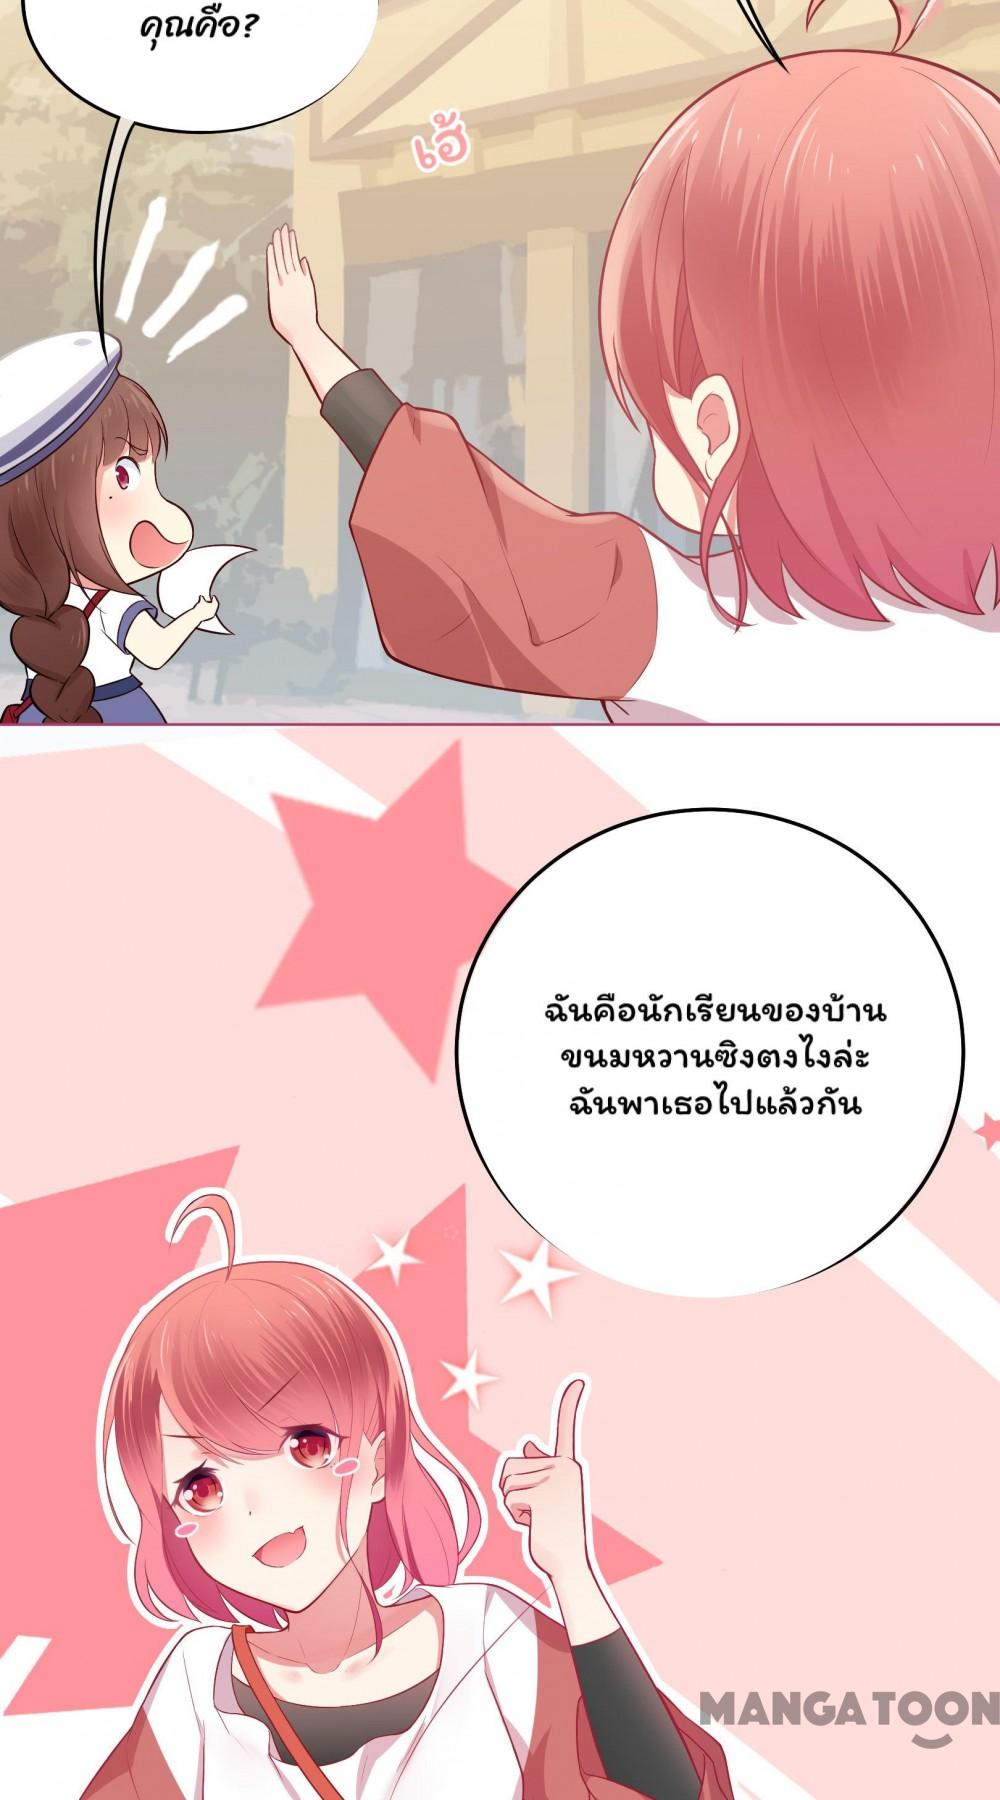 คุณคือ?
เฮ้
ฉันคือนักเรียนของบ้าน
ขนมหวานซิงตงไงล่ะ
ฉันพาเธอไปแล้วกัน
MANGATOON